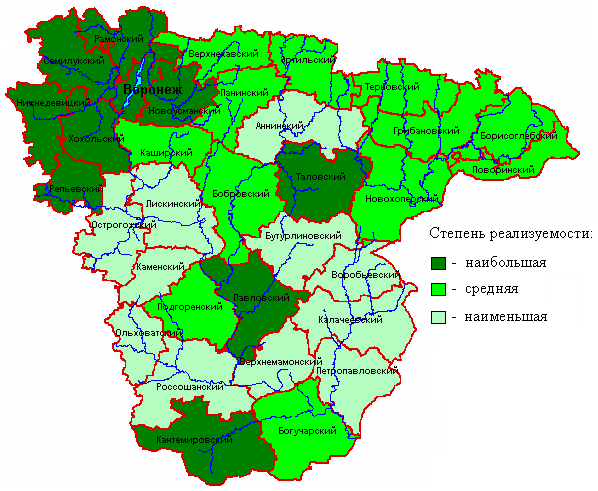 Рамонский
Семилукский
Верхнехавский
Воронеж
Панинский
Терновский
Нижнедевицкий
Новоусманский
Аннинский
Грибановский
Борисоглебский
Хохольский
Каширский
Поворинский
Таловский
Репьевский
Бобровский
Новохоперский
Лискинский
Острогожский
Бутурлиновский
Степень реализуемости:
- наибольшая
Каменский
Воробьевский
- средняя
Павловский
Подгоренский
- наименьшая
Калачеевский
Ольховатский
Верхнемамонский
Петропавловский
Россошанский
Богучарский
Кантемировский